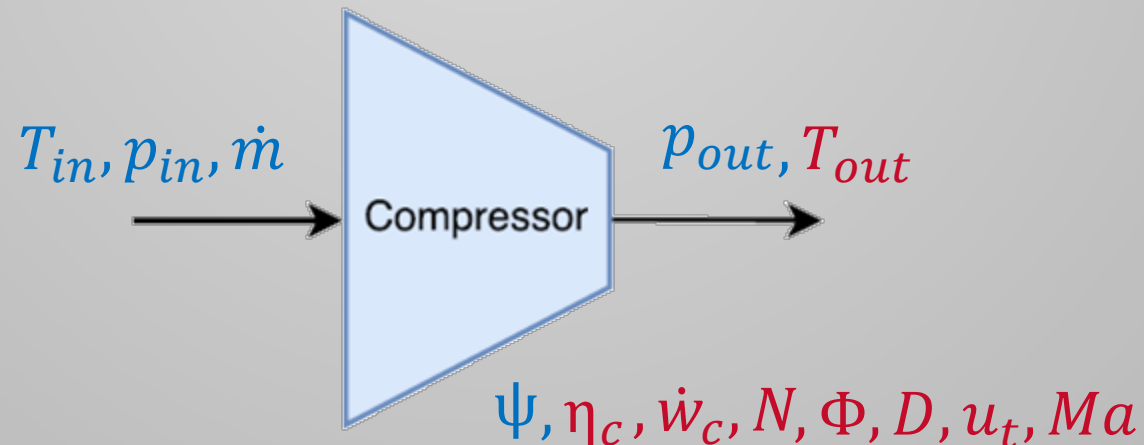 T_in, p_in, ṁ
p_out, T_out
Compressor
ψ, η_c, ẇ_c, N, Φ, D, u_t, Ma